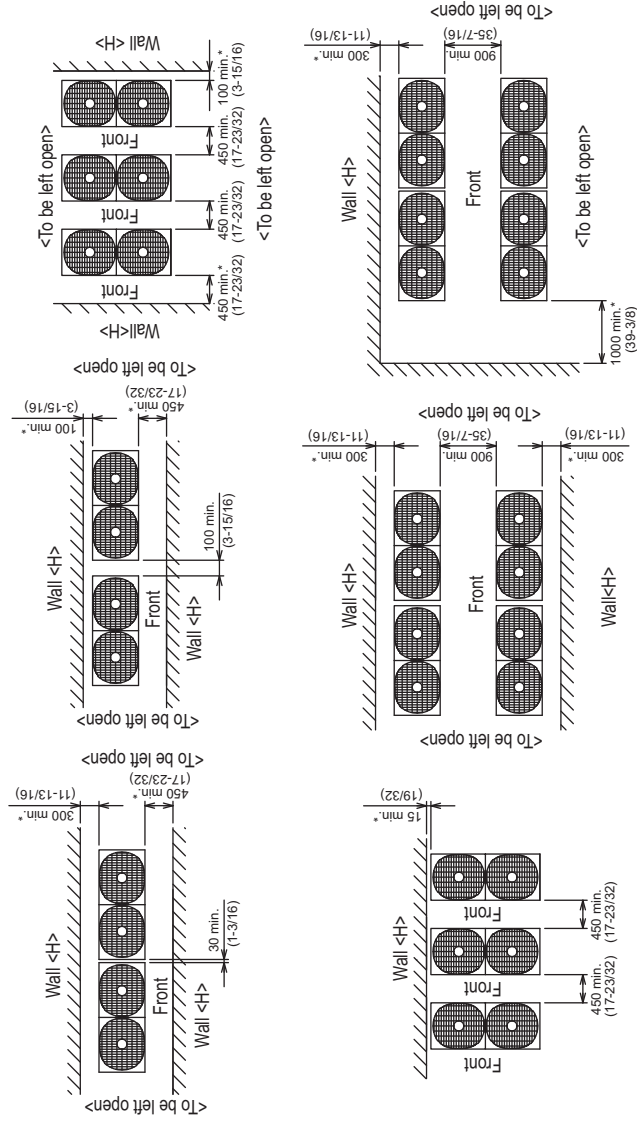 Wall <H>
300 min.*
(11-13/16)
450 min.*
(17-23/32)
30 min.
(1-3/16)
Front
Wall <H>
<To be left open>
<To be left open>
Wall <H>
100 min.*
(3-15/16)
450 min.*
(17-23/32)
100 min.
(3-15/16)
Front
Wall <H>
<To be left open>
<To be left open>
<To be left open>
Wall<H>
450 min.*
(17-23/32)
Front
450 min.
(17-23/32)
Front
450 min.
(17-23/32)
Front
100 min.*
(3-15/16)
Wall <H>
<To be left open>
Wall <H>
15 min.*
(19/32)
Front
Front
Front
450 min.
(17-23/32)
450 min.
(17-23/32)
Wall <H>
300 min.*
(11-13/16)
900 min.
(35-7/16)
300 min.*
(11-13/16)
Front
Wall<H>
<To be left open>
<To be left open>
Wall <H>
300 min.*
(11-13/16)
900 min.
(35-7/16)
Front
<To be left open>
<To be left open>
1000 min.*
(39-3/8)